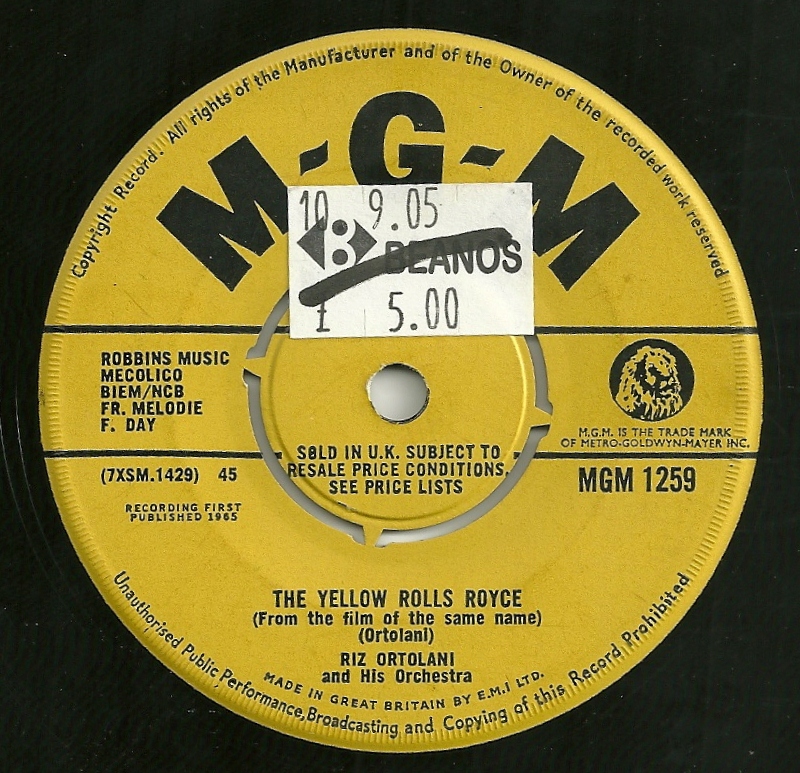 Copyright Record. All rights of the Manufacturer and of the Owner of the recorded work reserved
M-G-M
10 9.05
B BEANOS
£ 5.00
ROBBINS MUSIC
MECOLICO
BIEM/NCB
FR. MELODIE
F. DAY
M.G.M. IS THE TRADE MARK
OF METRO-GOLDWYN-MAYER INC.
SOLD IN U.K. SUBJECT TO
RESALE PRICE CONDITIONS,
SEE PRICE LISTS
(7XSM.1429) 45
MGM 1259
RECORDING FIRST
PUBLISHED 1965
THE YELLOW ROLLS ROYCE
(From the film of the same name)
(Ortolani)
RIZ ORTOLANI
and His Orchestra
MADE IN GREAT BRITAIN BY E.M.I LTD.
Unauthorised Public Performance, Broadcasting and Copying of this Record Prohibited